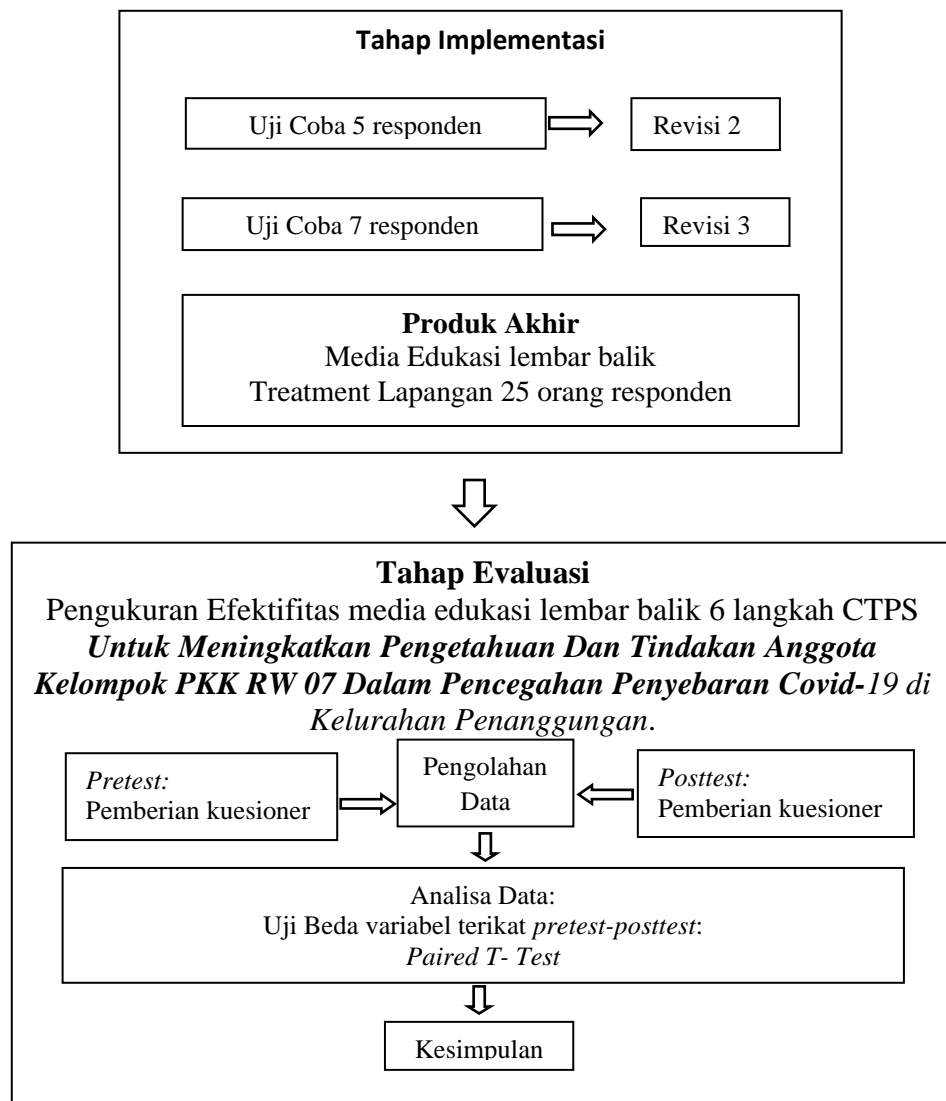 Tahap Implementasi
Uji Coba 5 responden
Revisi 2
Uji Coba 7 responden
Revisi 3
Produk Akhir
Media Edukasi lembar balik
Treatment Lapangan 25 orang responden
Tahap Evaluasi
Pengukuran Efektifitas media edukasi lembar balik 6 langkah CTPS
Untuk Meningkatkan Pengetahuan Dan Tindakan Anggota
Kelompok PKK RW 07 Dalam Pencegahan Penyebaran Covid-19 di
Kelurahan Penanggungan.
Pretest:
Pemberian kuesioner
Pengolahan
Data
Posttest:
Pemberian kuesioner
Analisa Data:
Uji Beda variabel terikat pretest-posttest:
Paired T- Test
Kesimpulan